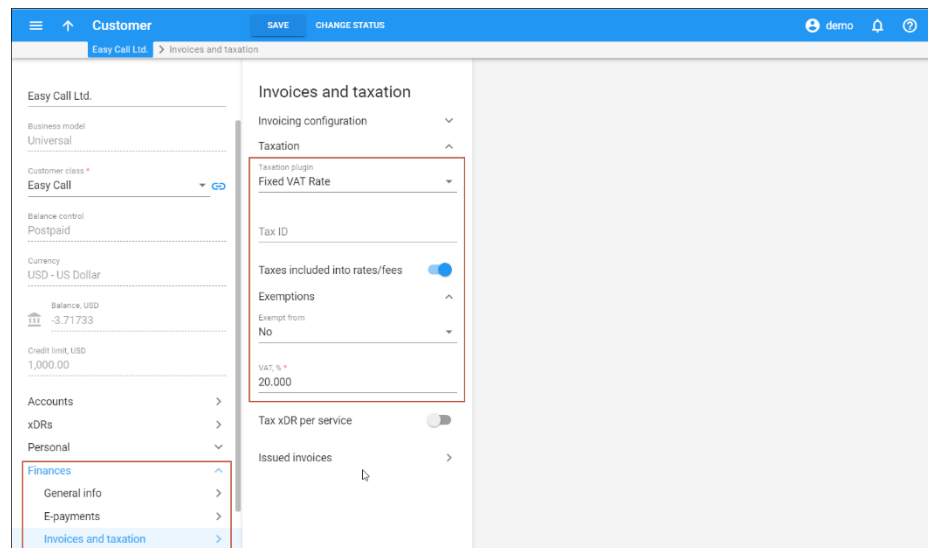 Customer SAVE CHANGE STATUS demo
Easy Call Ltd. Invoices and taxation
Easy Call Ltd.
Business model
Universal
Customer class *
Easy Call
Balance control
Postpaid
Currency
USD - US Dollar
Balance, USD
-3.71733
Credit limit, USD
1,000.00
Accounts
xDRs
Personal
Finances
General info
E-payments
Invoices and taxation
Invoices and taxation
Invoicing configuration
Taxation
Taxation plugin
Fixed VAT Rate
Tax ID
Taxes included into rates/fees
Exemptions
Exempt from
No
VAT, % *
20.000
Tax xDR per service
Issued invoices